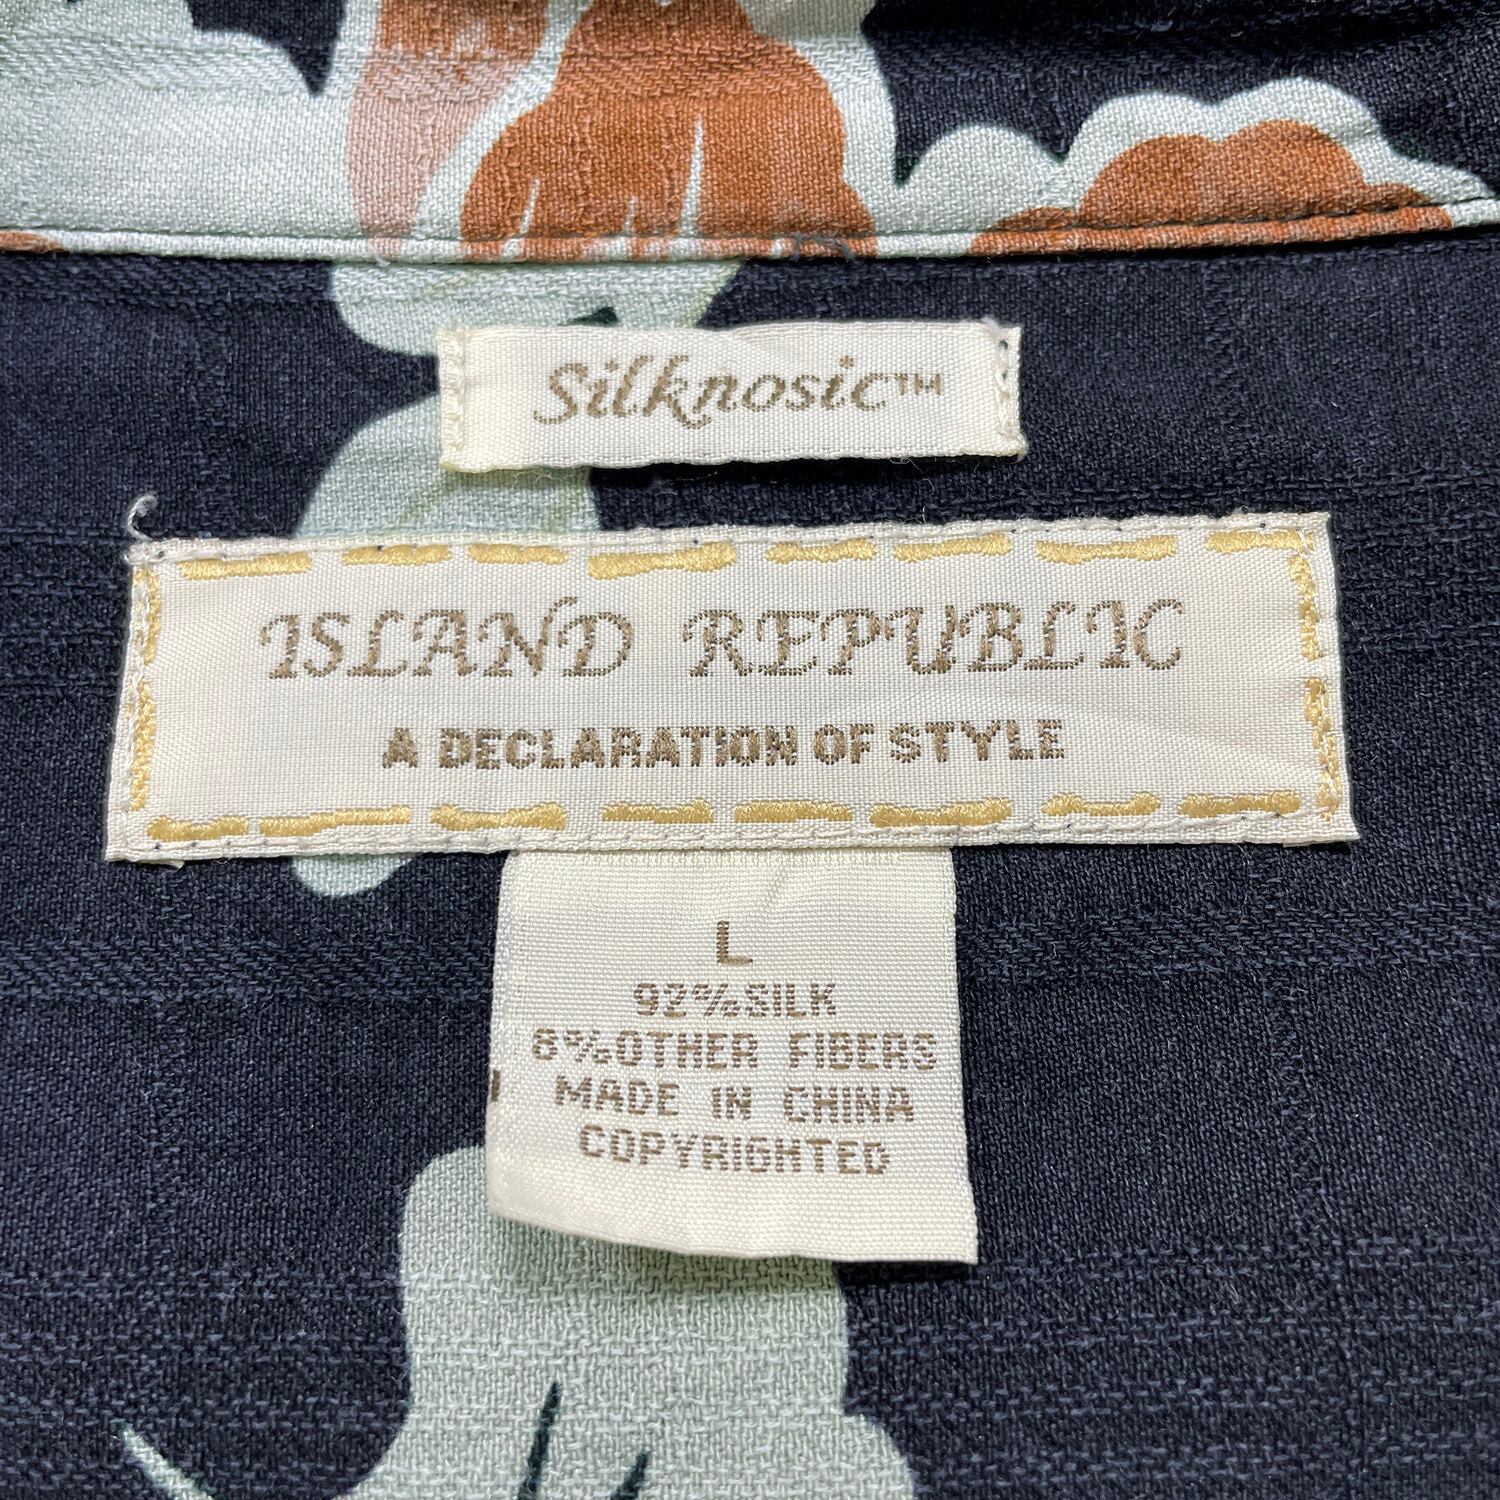 Silknosic™
ISLAND REPUBLIC
A DECLARATION OF STYLE
L
92%SILK
8%OTHER FIBERS
MADE IN CHINA
COPYRIGHTED